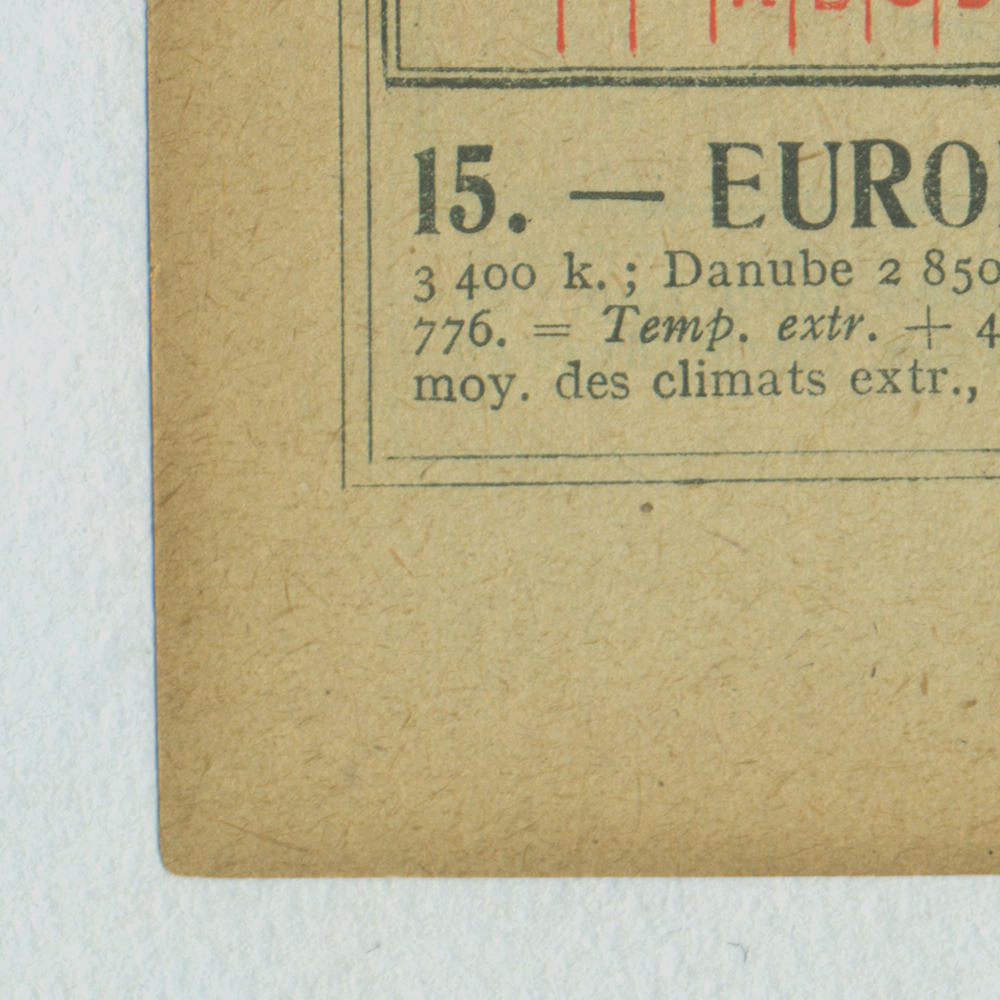 15. — EURO
3 400 k. ; Danube 2 850
776. = Temp. extr. + 4
moy. des climats extr.,